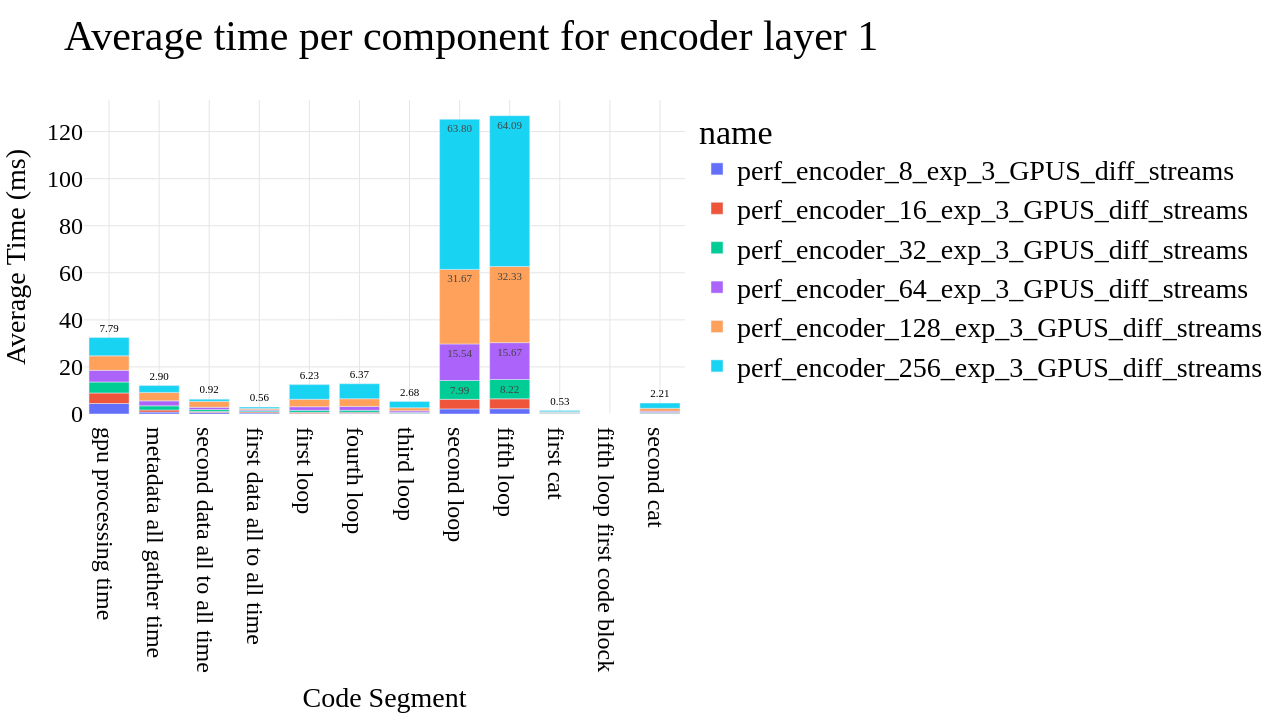 Average time per component for encoder layer 1
Average Time (ms)
120
100
80
60
40
20
0
7.79
2.90
0.92
0.56
6.23
6.37
2.68
63.80
31.67
15.54
7.99
64.09
32.33
15.67
8.22
0.53
2.21
gpu processing time
metadata all gather time
second data all to all time
first data all to all time
first loop
fourth loop
third loop
second loop
fifth loop
first cat
fifth loop first code block
second cat
Code Segment
name
perf_encoder_8_exp_3_GPUS_diff_streams
perf_encoder_16_exp_3_GPUS_diff_streams
perf_encoder_32_exp_3_GPUS_diff_streams
perf_encoder_64_exp_3_GPUS_diff_streams
perf_encoder_128_exp_3_GPUS_diff_streams
perf_encoder_256_exp_3_GPUS_diff_streams